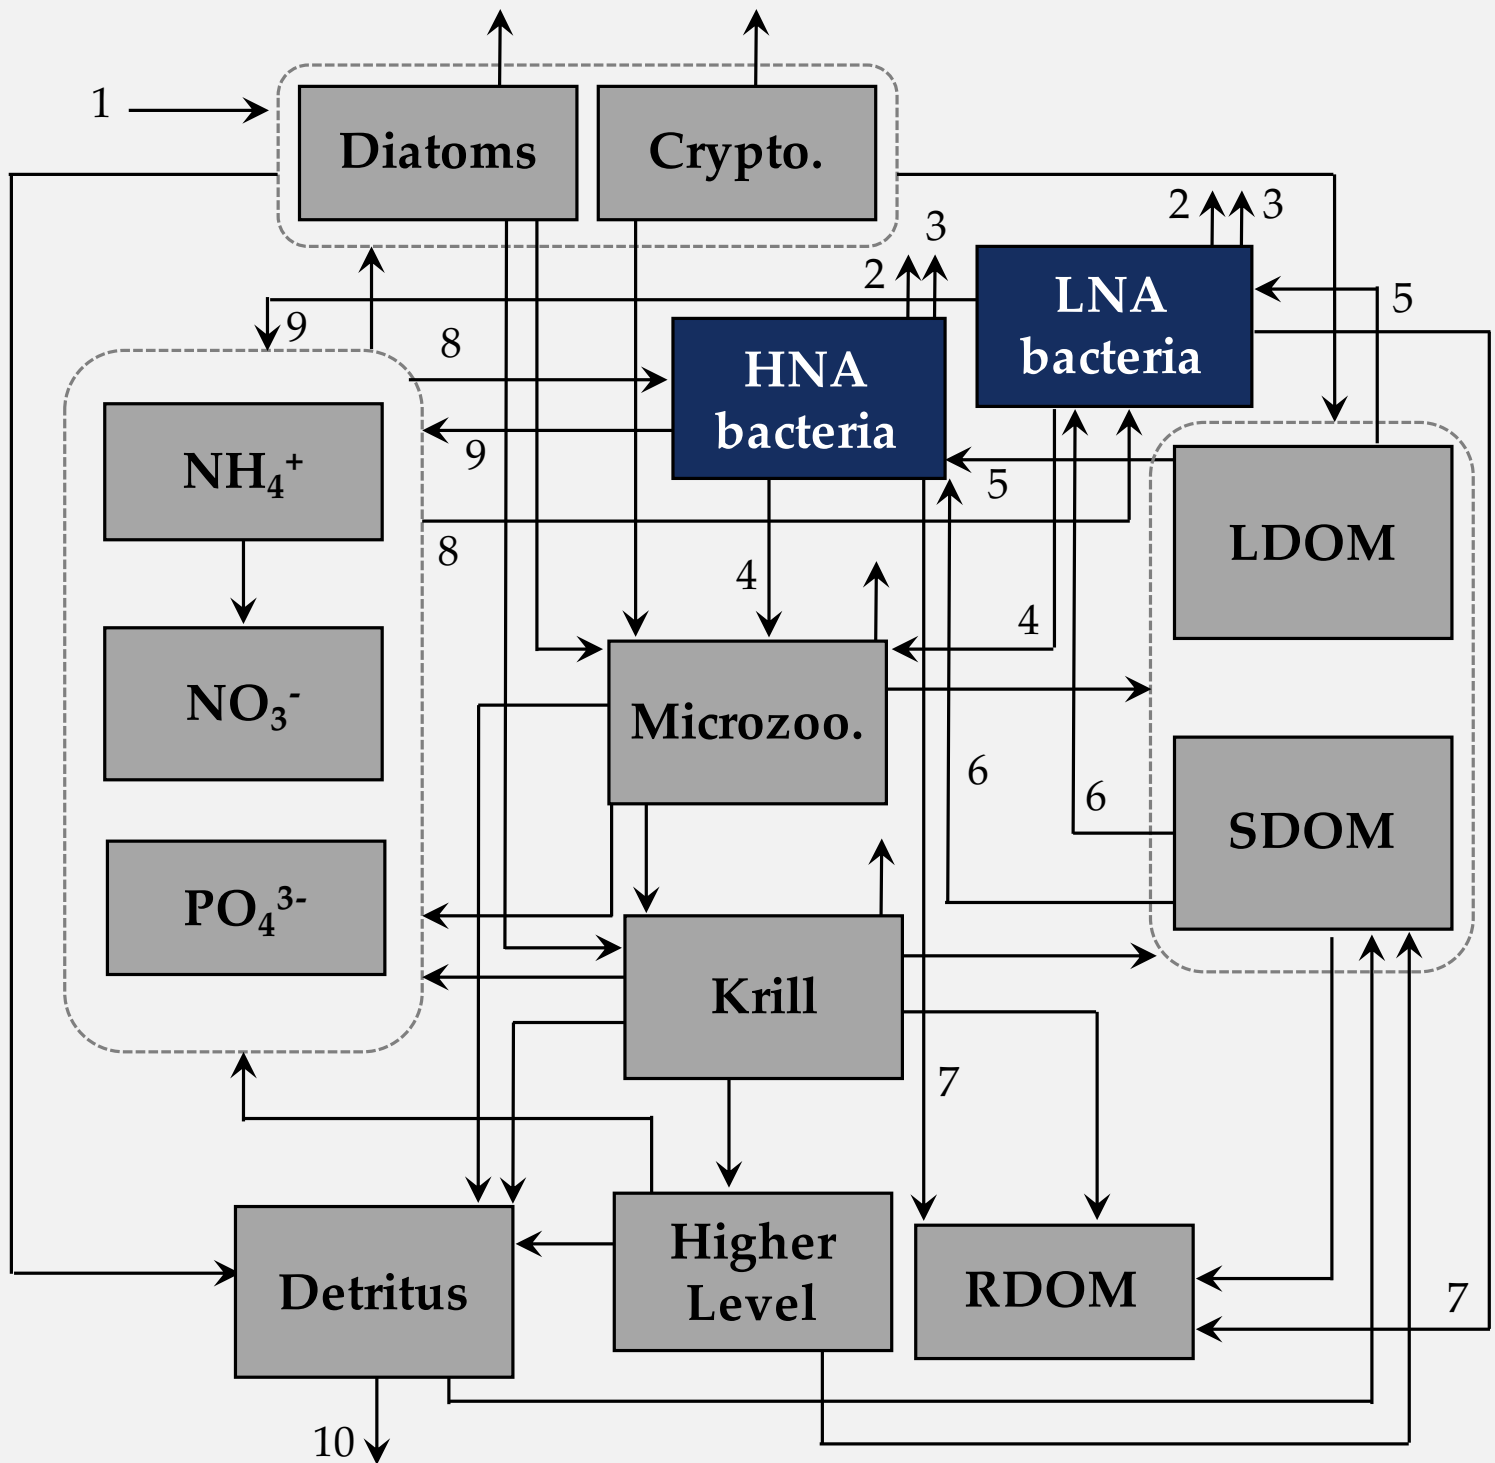 1
Diatoms
Crypto.
2
3
2
3
LNA
bacteria
5
9
8
HNA
bacteria
9
5
NH₄⁺
8
LDOM
4
4
NO₃⁻
Microzoo.
6
6
SDOM
PO₄³⁻
Krill
7
Higher
Level
Detritus
RDOM
7
10